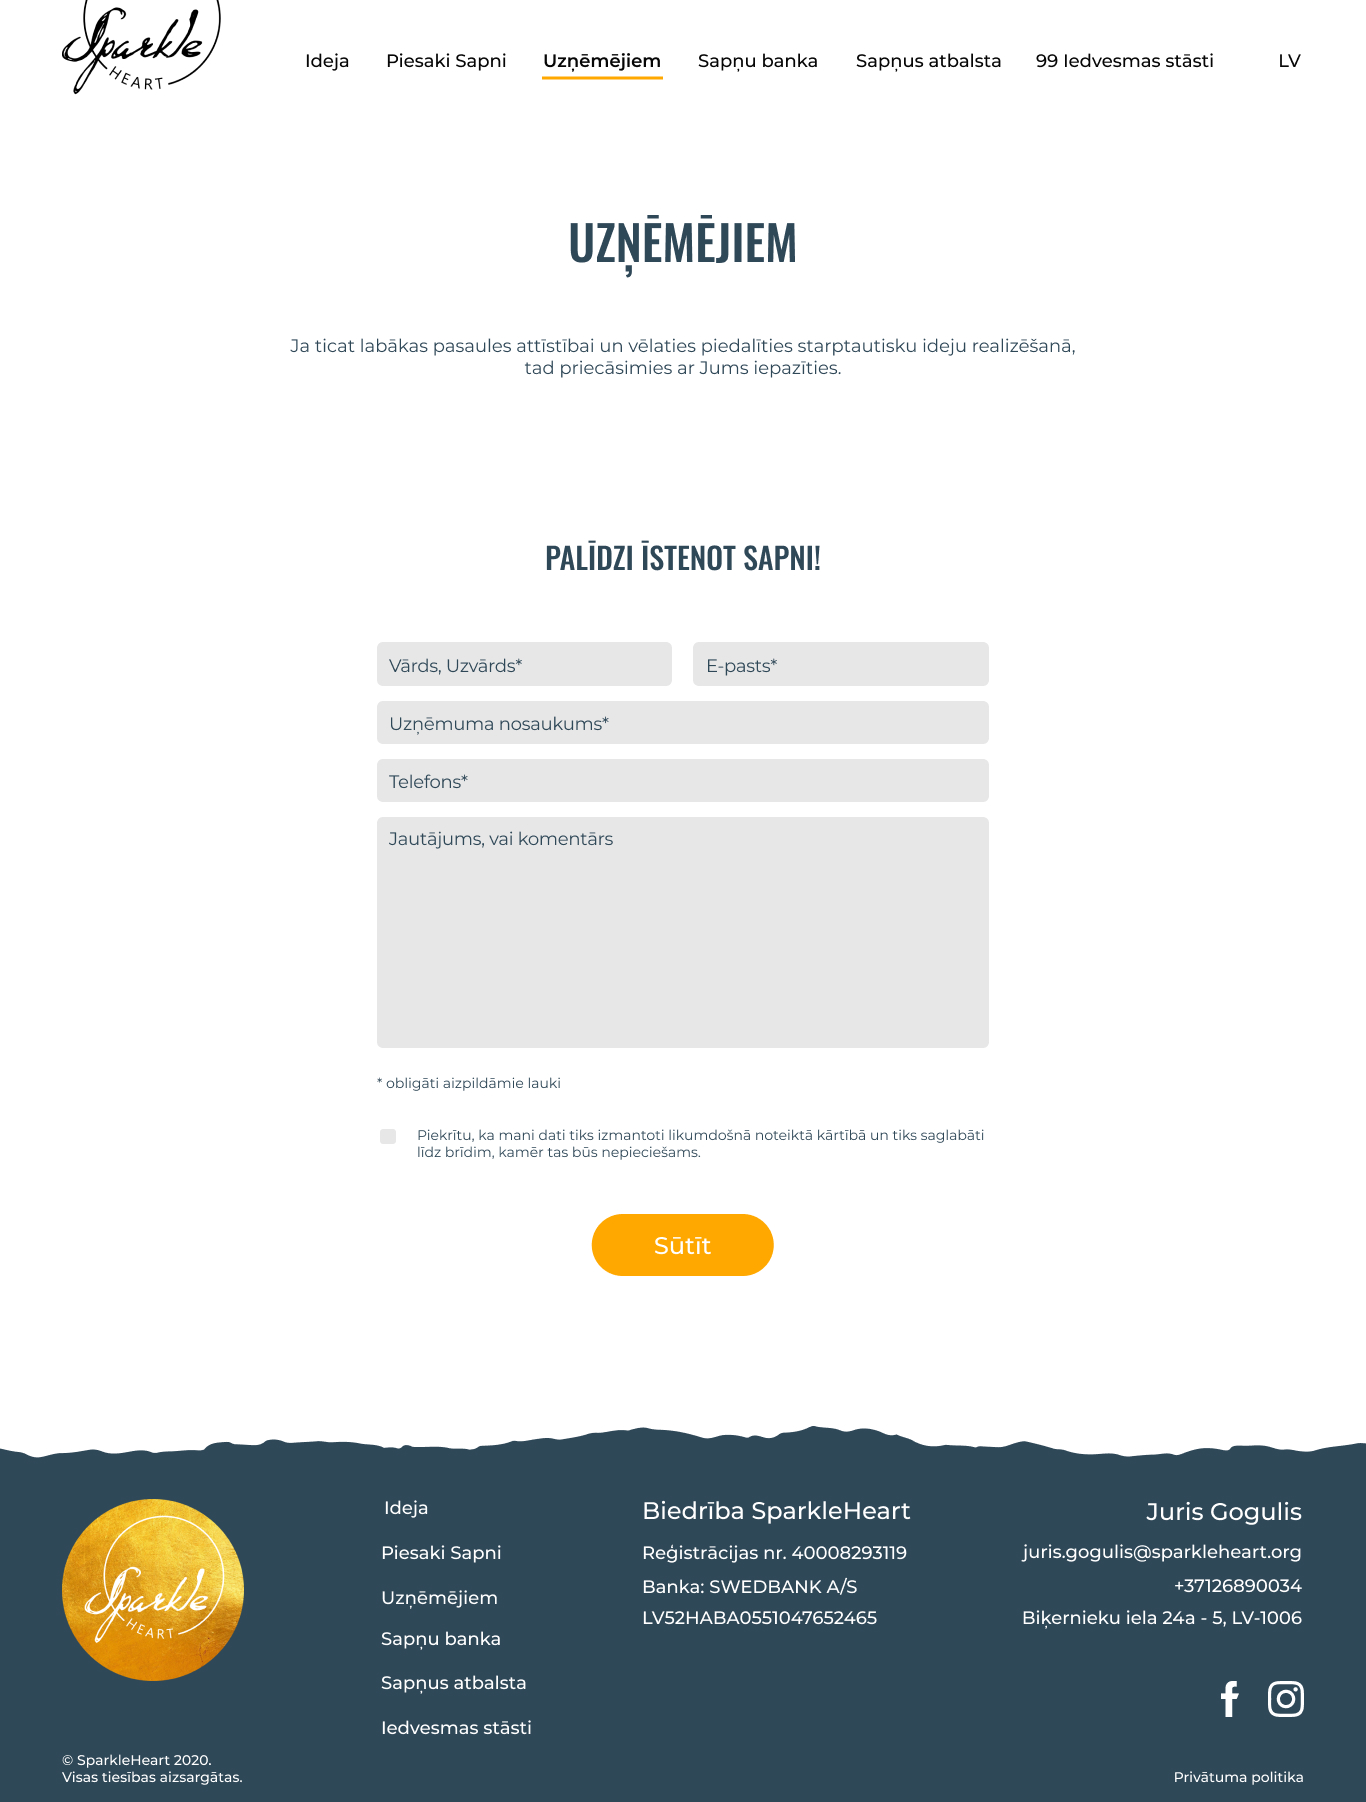 Sparkle
HEART
Ideja
Piesaki Sapni
Uzņēmējiem
Sapņu banka
Sapņus atbalsta
99 Iedvesmas stāsti
LV
UZŅĒMĒJIEM
Ja ticat labākas pasaules attīstībai un vēlaties piedalīties starptautisku ideju realizēšanā,
tad priecāsimies ar Jums iepazīties.
PALĪDZI ĪSTENOT SAPNI!
Vārds, Uzvārds*
E-pasts*
Uzņēmuma nosaukums*
Telefons*
Jautājums, vai komentārs
* obligāti aizpildāmie lauki
Piekrītu, ka mani dati tiks izmantoti likumdošnā noteiktā kārtībā un tiks saglabāti
līdz brīdim, kamēr tas būs nepieciešams.
Sūtīt
Sparkle
HEART
Ideja
Piesaki Sapni
Uzņēmējiem
Sapņu banka
Sapņus atbalsta
Iedvesmas stāsti
Biedrība SparkleHeart
Reģistrācijas nr. 40008293119
Banka: SWEDBANK A/S
LV52HABA0551047652465
Juris Gogulis
juris.gogulis@sparkleheart.org
+37126890034
Biķernieku iela 24a - 5, LV-1006
© SparkleHeart 2020.
Visas tiesības aizsargātas.
Privātuma politika